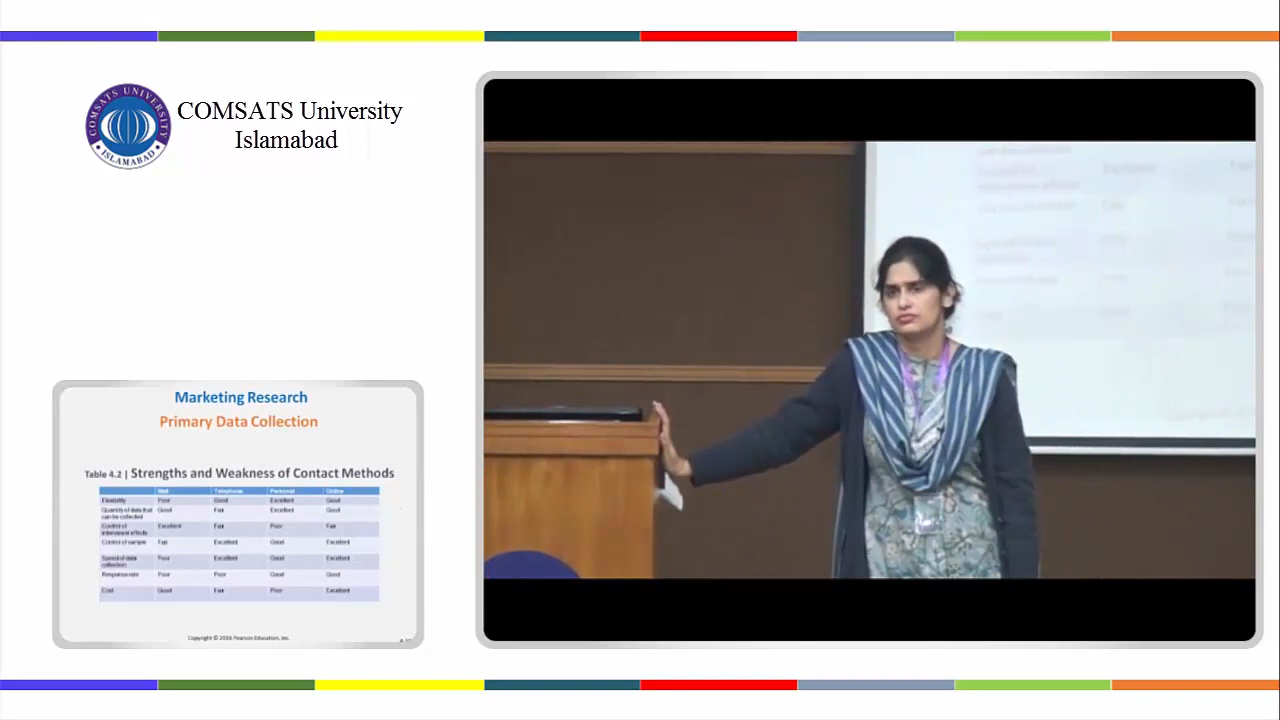 COMSATS UNIVERSITY
ISLAMABAD
COMSATS University
Islamabad
Marketing Research
Primary Data Collection
Table 4.2 | Strengths and Weakness of Contact Methods
Mail Telephone Personal Online
Flexibility Poor Good Excellent Good
Quantity of data that can be collected Good Fair Excellent Good
Control of interviewer effects Excellent Fair Poor Fair
Control of sample Fair Excellent Good Excellent
Speed of data collection Poor Excellent Good Excellent
Response rate Poor Poor Good Good
Cost Good Fair Poor Excellent
Copyright © 2016 Pearson Education, Inc.